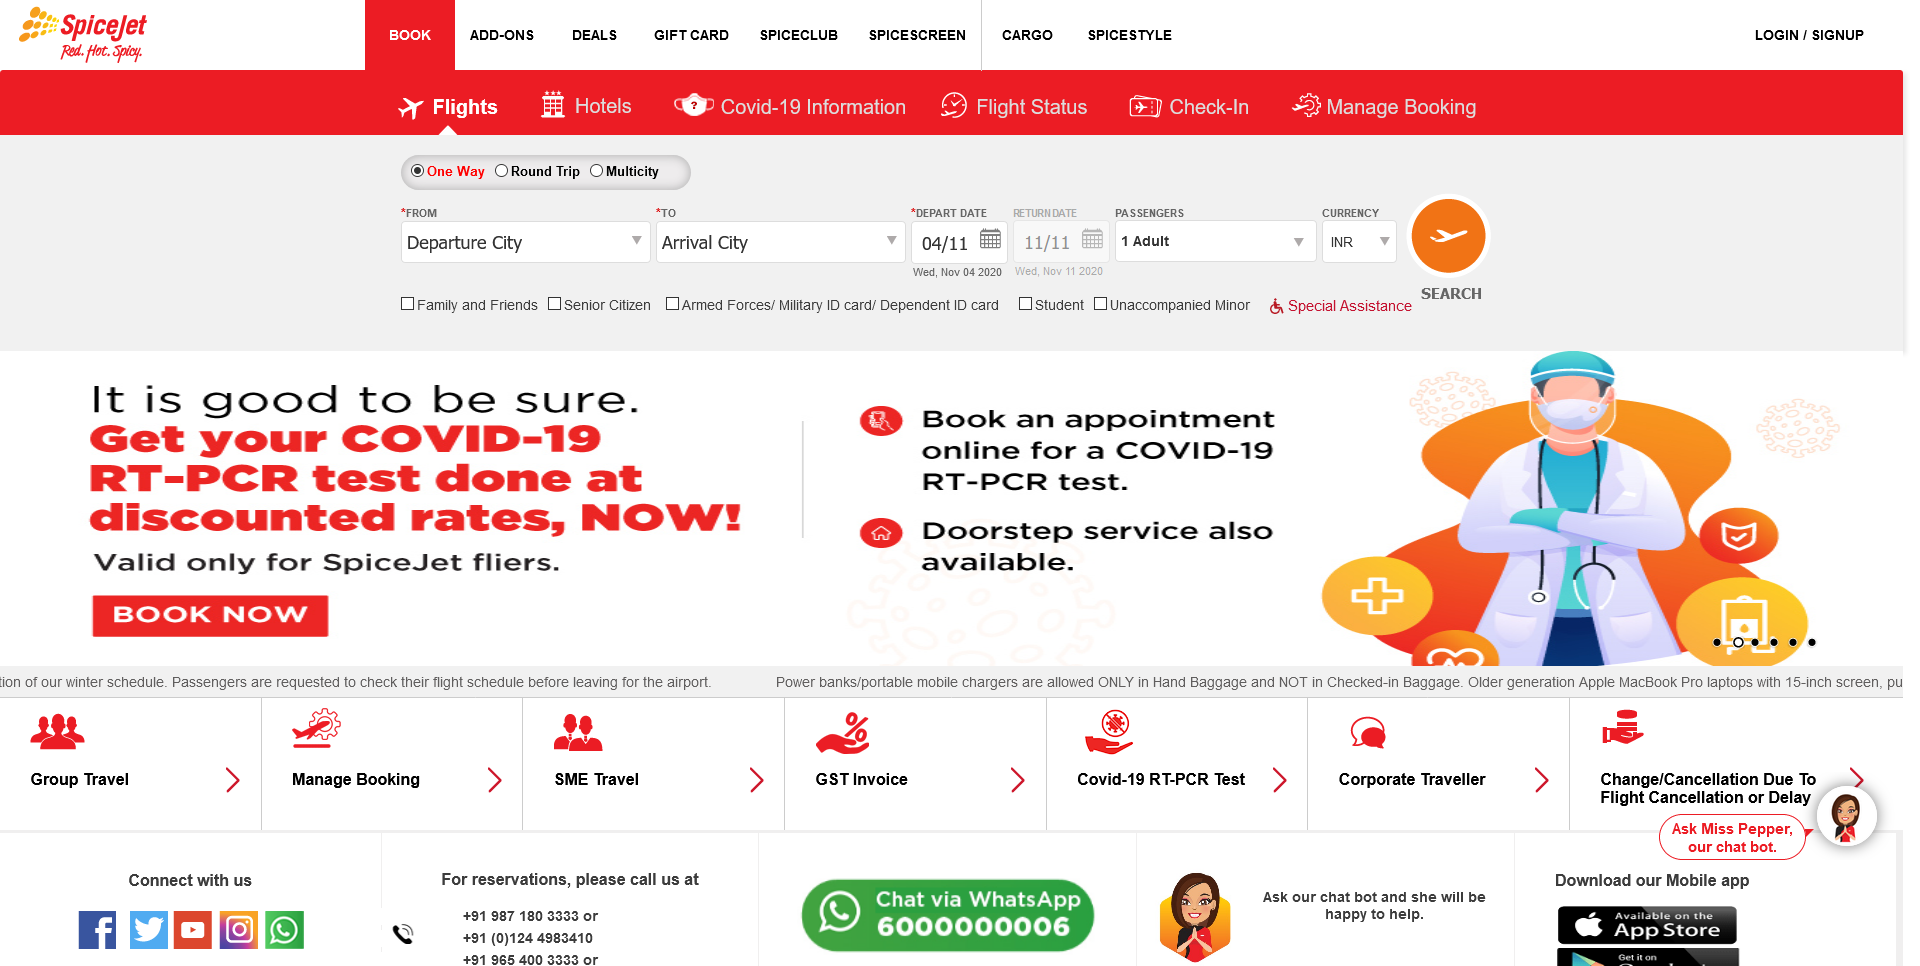 SpiceJet
Red. Hot. Spicy.
BOOK
ADD-ONS
DEALS
GIFT CARD
SPICECLUB
SPICESCREEN
CARGO
SPICESTYLE
LOGIN / SIGNUP
Flights
Hotels
Covid-19 Information
Flight Status
Check-In
Manage Booking
One Way
Round Trip
Multicity
*FROM
*TO
*DEPART DATE
RETURN DATE
PASSENGERS
CURRENCY
Departure City
Arrival City
04/11
11/11
1 Adult
INR
Wed, Nov 04 2020
Wed, Nov 11 2020
SEARCH
Family and Friends
Senior Citizen
Armed Forces/ Military ID card/ Dependent ID card
Student
Unaccompanied Minor
Special Assistance
It is good to be sure.
Get your COVID-19
RT-PCR test done at
discounted rates, NOW!
Valid only for SpiceJet fliers.
BOOK NOW
Book an appointment
online for a COVID-19
RT-PCR test.
Doorstep service also
available.
tion of our winter schedule. Passengers are requested to check their flight schedule before leaving for the airport.
Power banks/portable mobile chargers are allowed ONLY in Hand Baggage and NOT in Checked-in Baggage. Older generation Apple MacBook Pro laptops with 15-inch screen, pu
Group Travel
Manage Booking
SME Travel
GST Invoice
Covid-19 RT-PCR Test
Corporate Traveller
Change/Cancellation Due To
Flight Cancellation or Delay
Ask Miss Pepper,
our chat bot.
Connect with us
For reservations, please call us at
+91 987 180 3333 or
+91 (0)124 4983410
+91 965 400 3333 or
Chat via WhatsApp
6000000006
Ask our chat bot and she will be
happy to help.
Download our Mobile app
Available on the
App Store
Get it on